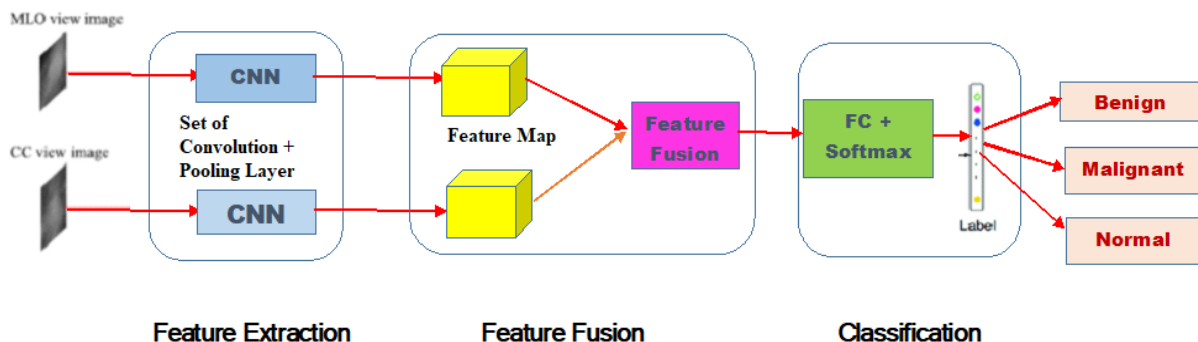 MLO view image
CNN
Set of
Convolution +
Pooling Layer
CC view image
CNN
Feature Map
Feature
Fusion
FC +
Softmax
Label
Benign
Malignant
Normal
Feature Extraction
Feature Fusion
Classification